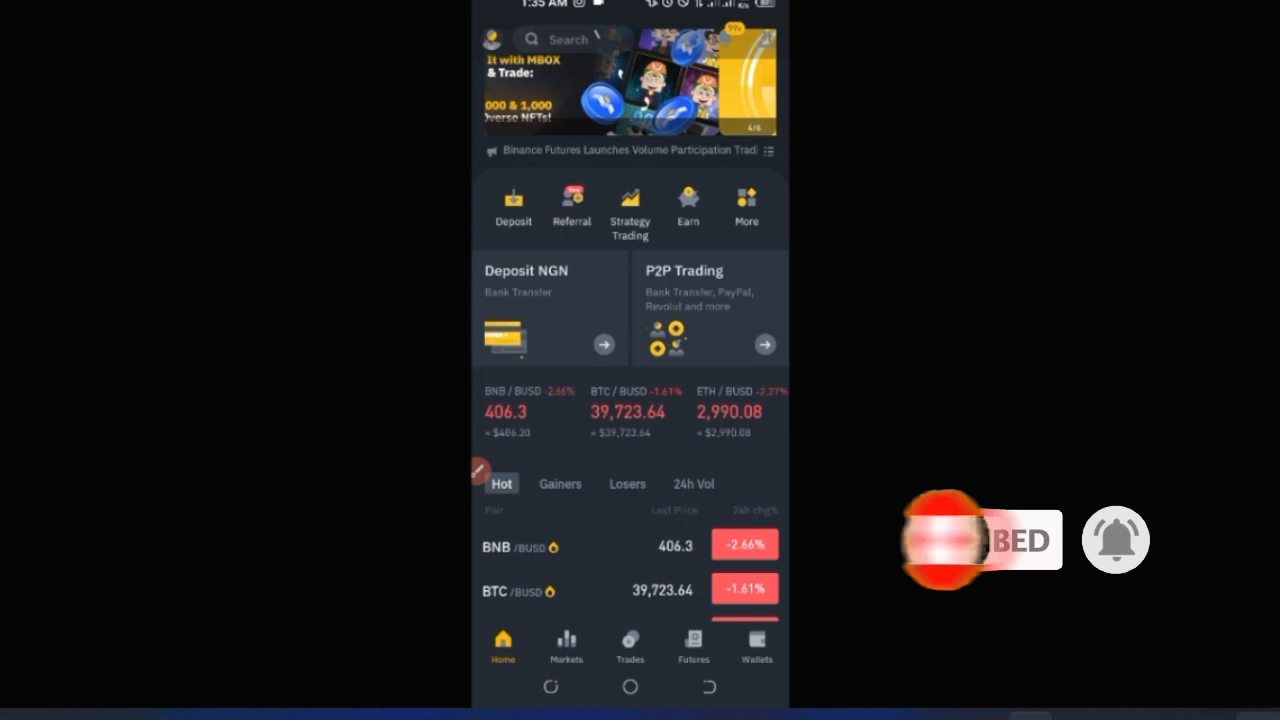 1:35 AM
Search
99+
It with MBOX
& Trade:
000 & 1,000
Overse NFTs!
4/6
Binance Futures Launches Volume Participation Tradi
New
Deposit
Referral
Strategy
Trading
Earn
More
Deposit NGN
Bank Transfer
P2P Trading
Bank Transfer, PayPal,
Revolut and more
BNB / BUSD -2.66%
BTC / BUSD -1.61%
ETH / BUSD -2.27%
406.3
39,723.64
2,990.08
≈ $406.30
≈ $39,723.64
≈ $2,990.08
Hot
Gainers
Losers
24h Vol
Pair
Last Price
24h chg%
BNB /BUSD
406.3
-2.66%
BTC /BUSD
39,723.64
-1.61%
Home
Markets
Trades
Futures
Wallets
BED